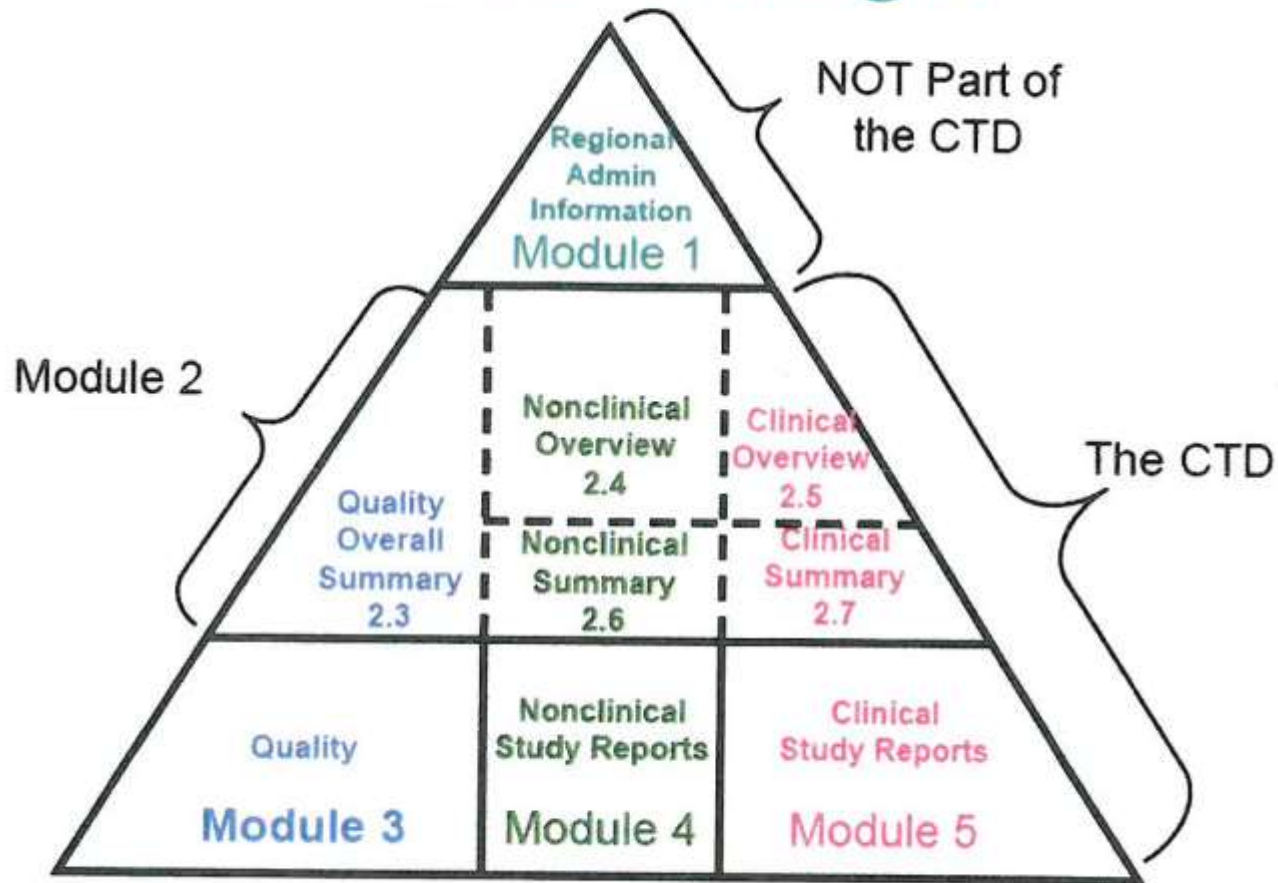 NOT Part of
the CTD
Regional
Admin
Information
Module 1
Module 2
The CTD
Nonclinical
Overview
2.4
Clinical
Overview
2.5
Quality
Overall
Summary
2.3
Nonclinical
Summary
2.6
Clinical
Summary
2.7
Quality
Module 3
Nonclinical
Study Reports
Module 4
Clinical
Study Reports
Module 5